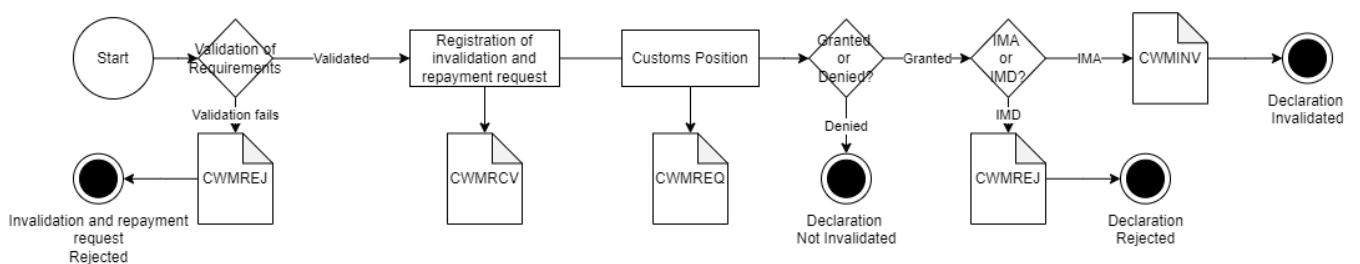 Start
Validation of
Requirements
Validated
Registration of
invalidation and
repayment request
Customs Position
Granted
or
Denied?
Granted
IMA
or
IMD?
IMA
CWMINV
Declaration
Invalidated
Validation fails
CWMREJ
Invalidation and repayment
request
Rejected
CWMRCV
CWMREQ
Denied
Declaration
Not Invalidated
IMD
CWMREJ
Declaration
Rejected